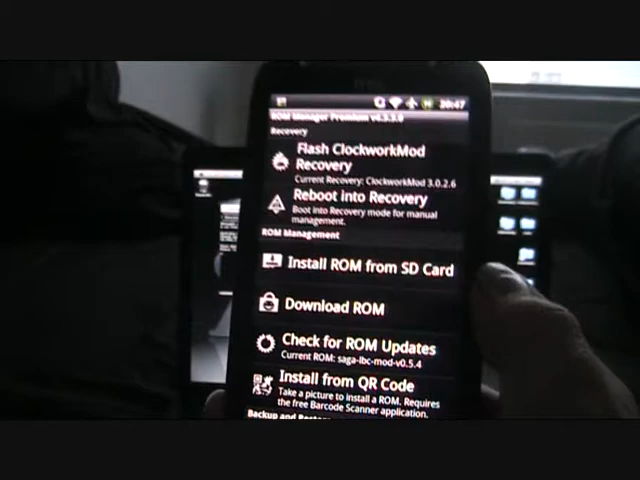 20:47
ROM Manager Premium v4.3.3.0
Recovery
Flash ClockworkMod
Recovery
Current Recovery: ClockworkMod 3.0.2.6
Reboot into Recovery
Boot into Recovery mode for manual
management.
ROM Management
Install ROM from SD Card
Download ROM
Check for ROM Updates
Current ROM: saga-lbc-mod-v0.5.4
Install from QR Code
Take a picture to install a ROM. Requires
the free Barcode Scanner application.
Backup and